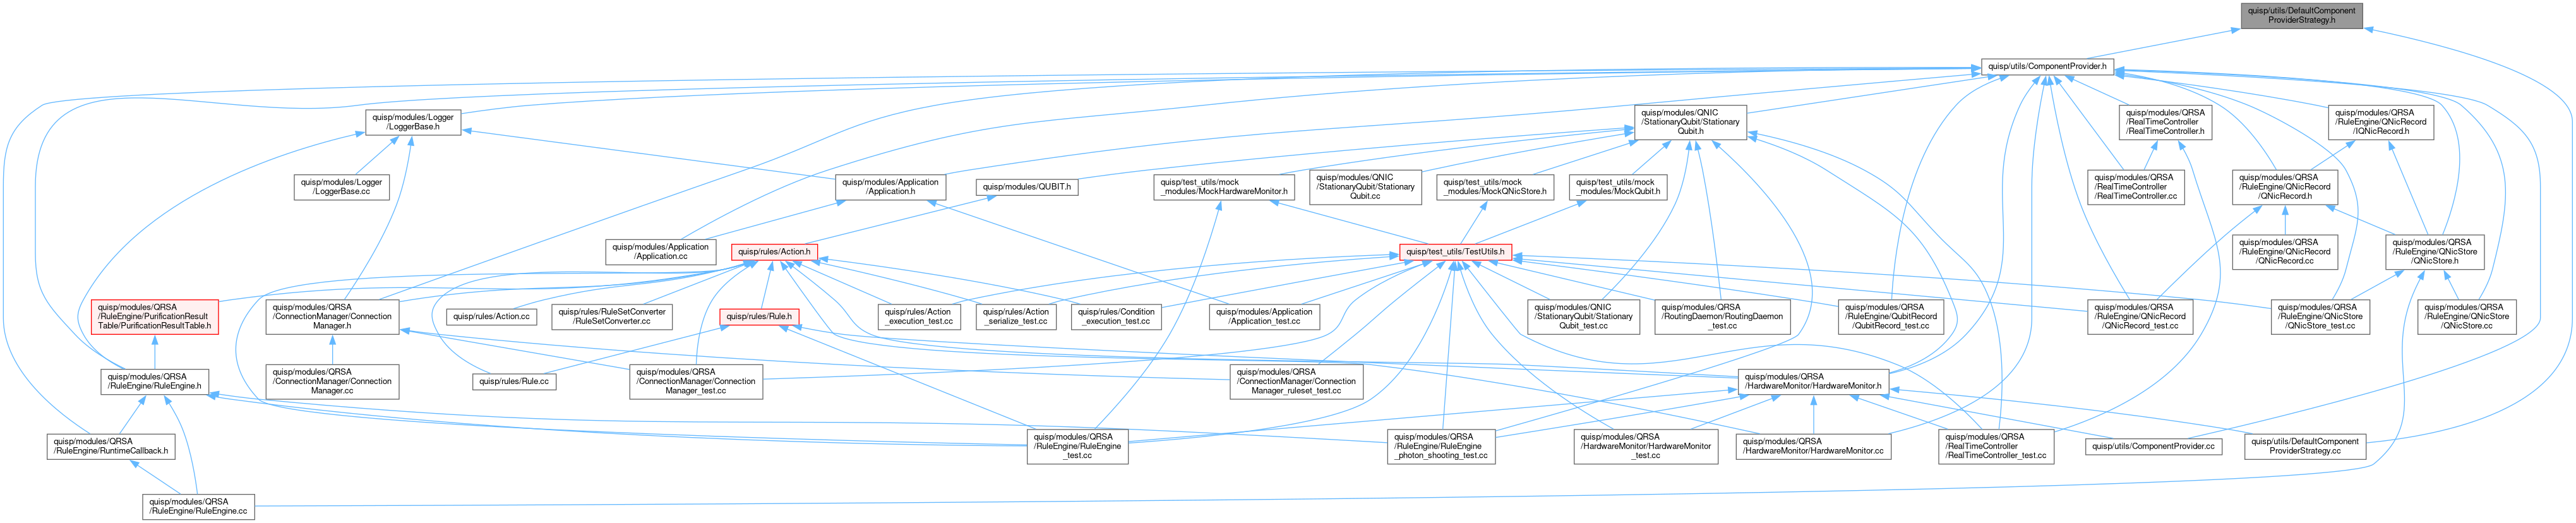 quisp/utils/DefaultComponent
ProviderStrategy.h
quisp/utils/ComponentProvider.h
quisp/modules/Logger
/LoggerBase.h
quisp/modules/QNIC
/StationaryQubit/Stationary
Qubit.h
quisp/modules/QRSA
/RealTimeController
/RealTimeController.h
quisp/modules/QRSA
/RuleEngine/QNicRecord
/IQNicRecord.h
quisp/modules/Logger
/LoggerBase.cc
quisp/modules/Application
/Application.h
quisp/modules/QUBIT.h
quisp/test_utils/mock
_modules/MockHardwareMonitor.h
quisp/modules/QNIC
/StationaryQubit/Stationary
Qubit.cc
quisp/test_utils/mock
_modules/MockQNicStore.h
quisp/test_utils/mock
_modules/MockQubit.h
quisp/modules/QRSA
/RealTimeController
/RealTimeController.cc
quisp/modules/QRSA
/RuleEngine/QNicRecord
/QNicRecord.h
quisp/modules/Application
/Application.cc
quisp/rules/Action.h
quisp/test_utils/TestUtils.h
quisp/modules/QRSA
/RuleEngine/QNicRecord
/QNicRecord.cc
quisp/modules/QRSA
/RuleEngine/QNicStore
/QNicStore.h
quisp/modules/QRSA
/RuleEngine/PurificationResult
Table/PurificationResultTable.h
quisp/modules/QRSA
/ConnectionManager/Connection
Manager.h
quisp/rules/Action.cc
quisp/rules/RuleSetConverter
/RuleSetConverter.cc
quisp/rules/Rule.h
quisp/rules/Action
_execution_test.cc
quisp/rules/Action
_serialize_test.cc
quisp/rules/Condition
_execution_test.cc
quisp/modules/Application
/Application_test.cc
quisp/modules/QNIC
/StationaryQubit/Stationary
Qubit_test.cc
quisp/modules/QRSA
/RoutingDaemon/RoutingDaemon
_test.cc
quisp/modules/QRSA
/RuleEngine/QubitRecord
/QubitRecord_test.cc
quisp/modules/QRSA
/RuleEngine/QNicRecord
/QNicRecord_test.cc
quisp/modules/QRSA
/RuleEngine/QNicStore
/QNicStore_test.cc
quisp/modules/QRSA
/RuleEngine/QNicStore
/QNicStore.cc
quisp/modules/QRSA
/RuleEngine/RuleEngine.h
quisp/modules/QRSA
/ConnectionManager/Connection
Manager.cc
quisp/rules/Rule.cc
quisp/modules/QRSA
/ConnectionManager/Connection
Manager_test.cc
quisp/modules/QRSA
/ConnectionManager/Connection
Manager_ruleset_test.cc
quisp/modules/QRSA
/HardwareMonitor/HardwareMonitor.h
quisp/modules/QRSA
/RuleEngine/RuntimeCallback.h
quisp/modules/QRSA
/RuleEngine/RuleEngine
_test.cc
quisp/modules/QRSA
/RuleEngine/RuleEngine
_photon_shooting_test.cc
quisp/modules/QRSA
/HardwareMonitor/HardwareMonitor
_test.cc
quisp/modules/QRSA
/HardwareMonitor/HardwareMonitor.cc
quisp/modules/QRSA
/RealTimeController
/RealTimeController_test.cc
quisp/utils/ComponentProvider.cc
quisp/utils/DefaultComponent
ProviderStrategy.cc
quisp/modules/QRSA
/RuleEngine/RuleEngine.cc